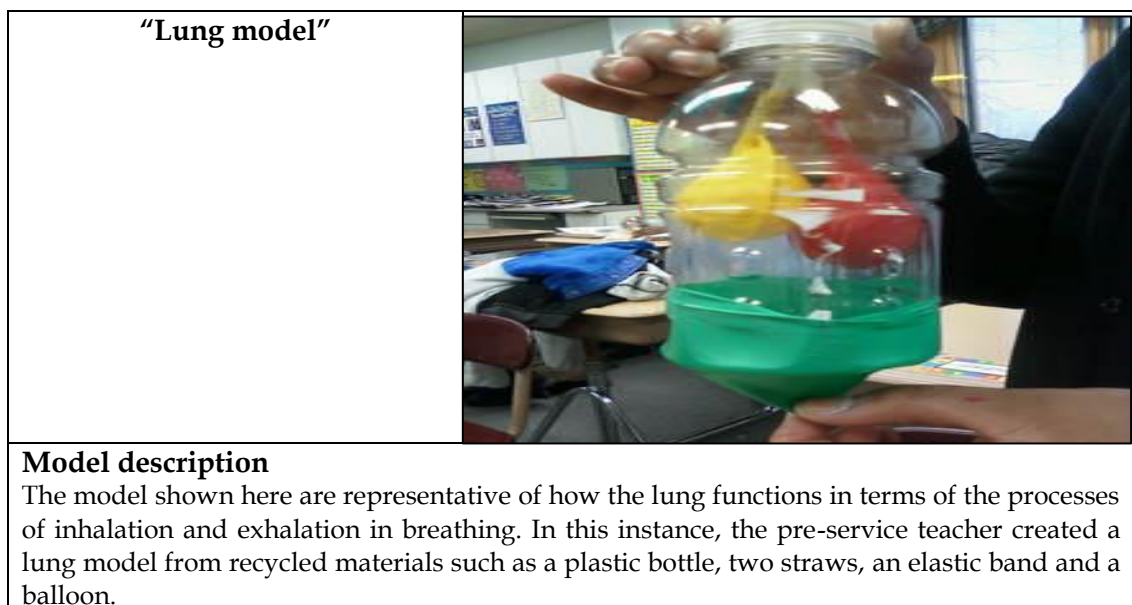 “Lung model”
Model description
The model shown here are representative of how the lung functions in terms of the processes
of inhalation and exhalation in breathing. In this instance, the pre-service teacher created a
lung model from recycled materials such as a plastic bottle, two straws, an elastic band and a
balloon.